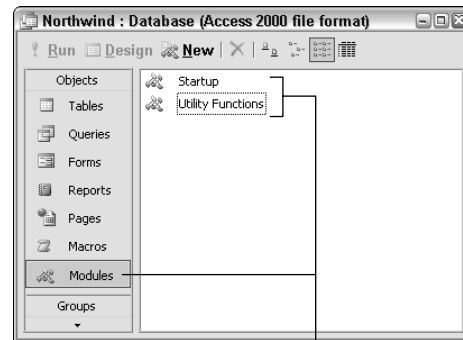 Northwind : Database (Access 2000 file format)
Run Design New
Objects
Tables
Queries
Forms
Reports
Pages
Macros
Modules
Groups
Startup
Utility Functions